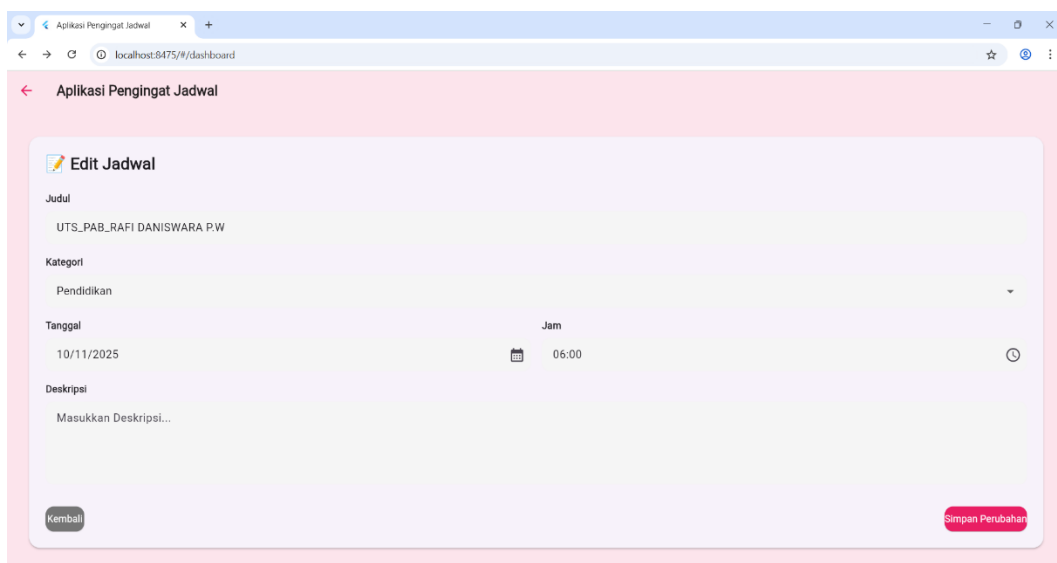 Aplikasi Pengingat Jadwal
localhost:8475/#/dashboard
Aplikasi Pengingat Jadwal
📝 Edit Jadwal
Judul
UTS_PAB_RAFI DANISWARA P.W
Kategori
Pendidikan
Tanggal Jam
10/11/2025 06:00
Deskripsi
Masukkan Deskripsi...
Kembali Simpan Perubahan